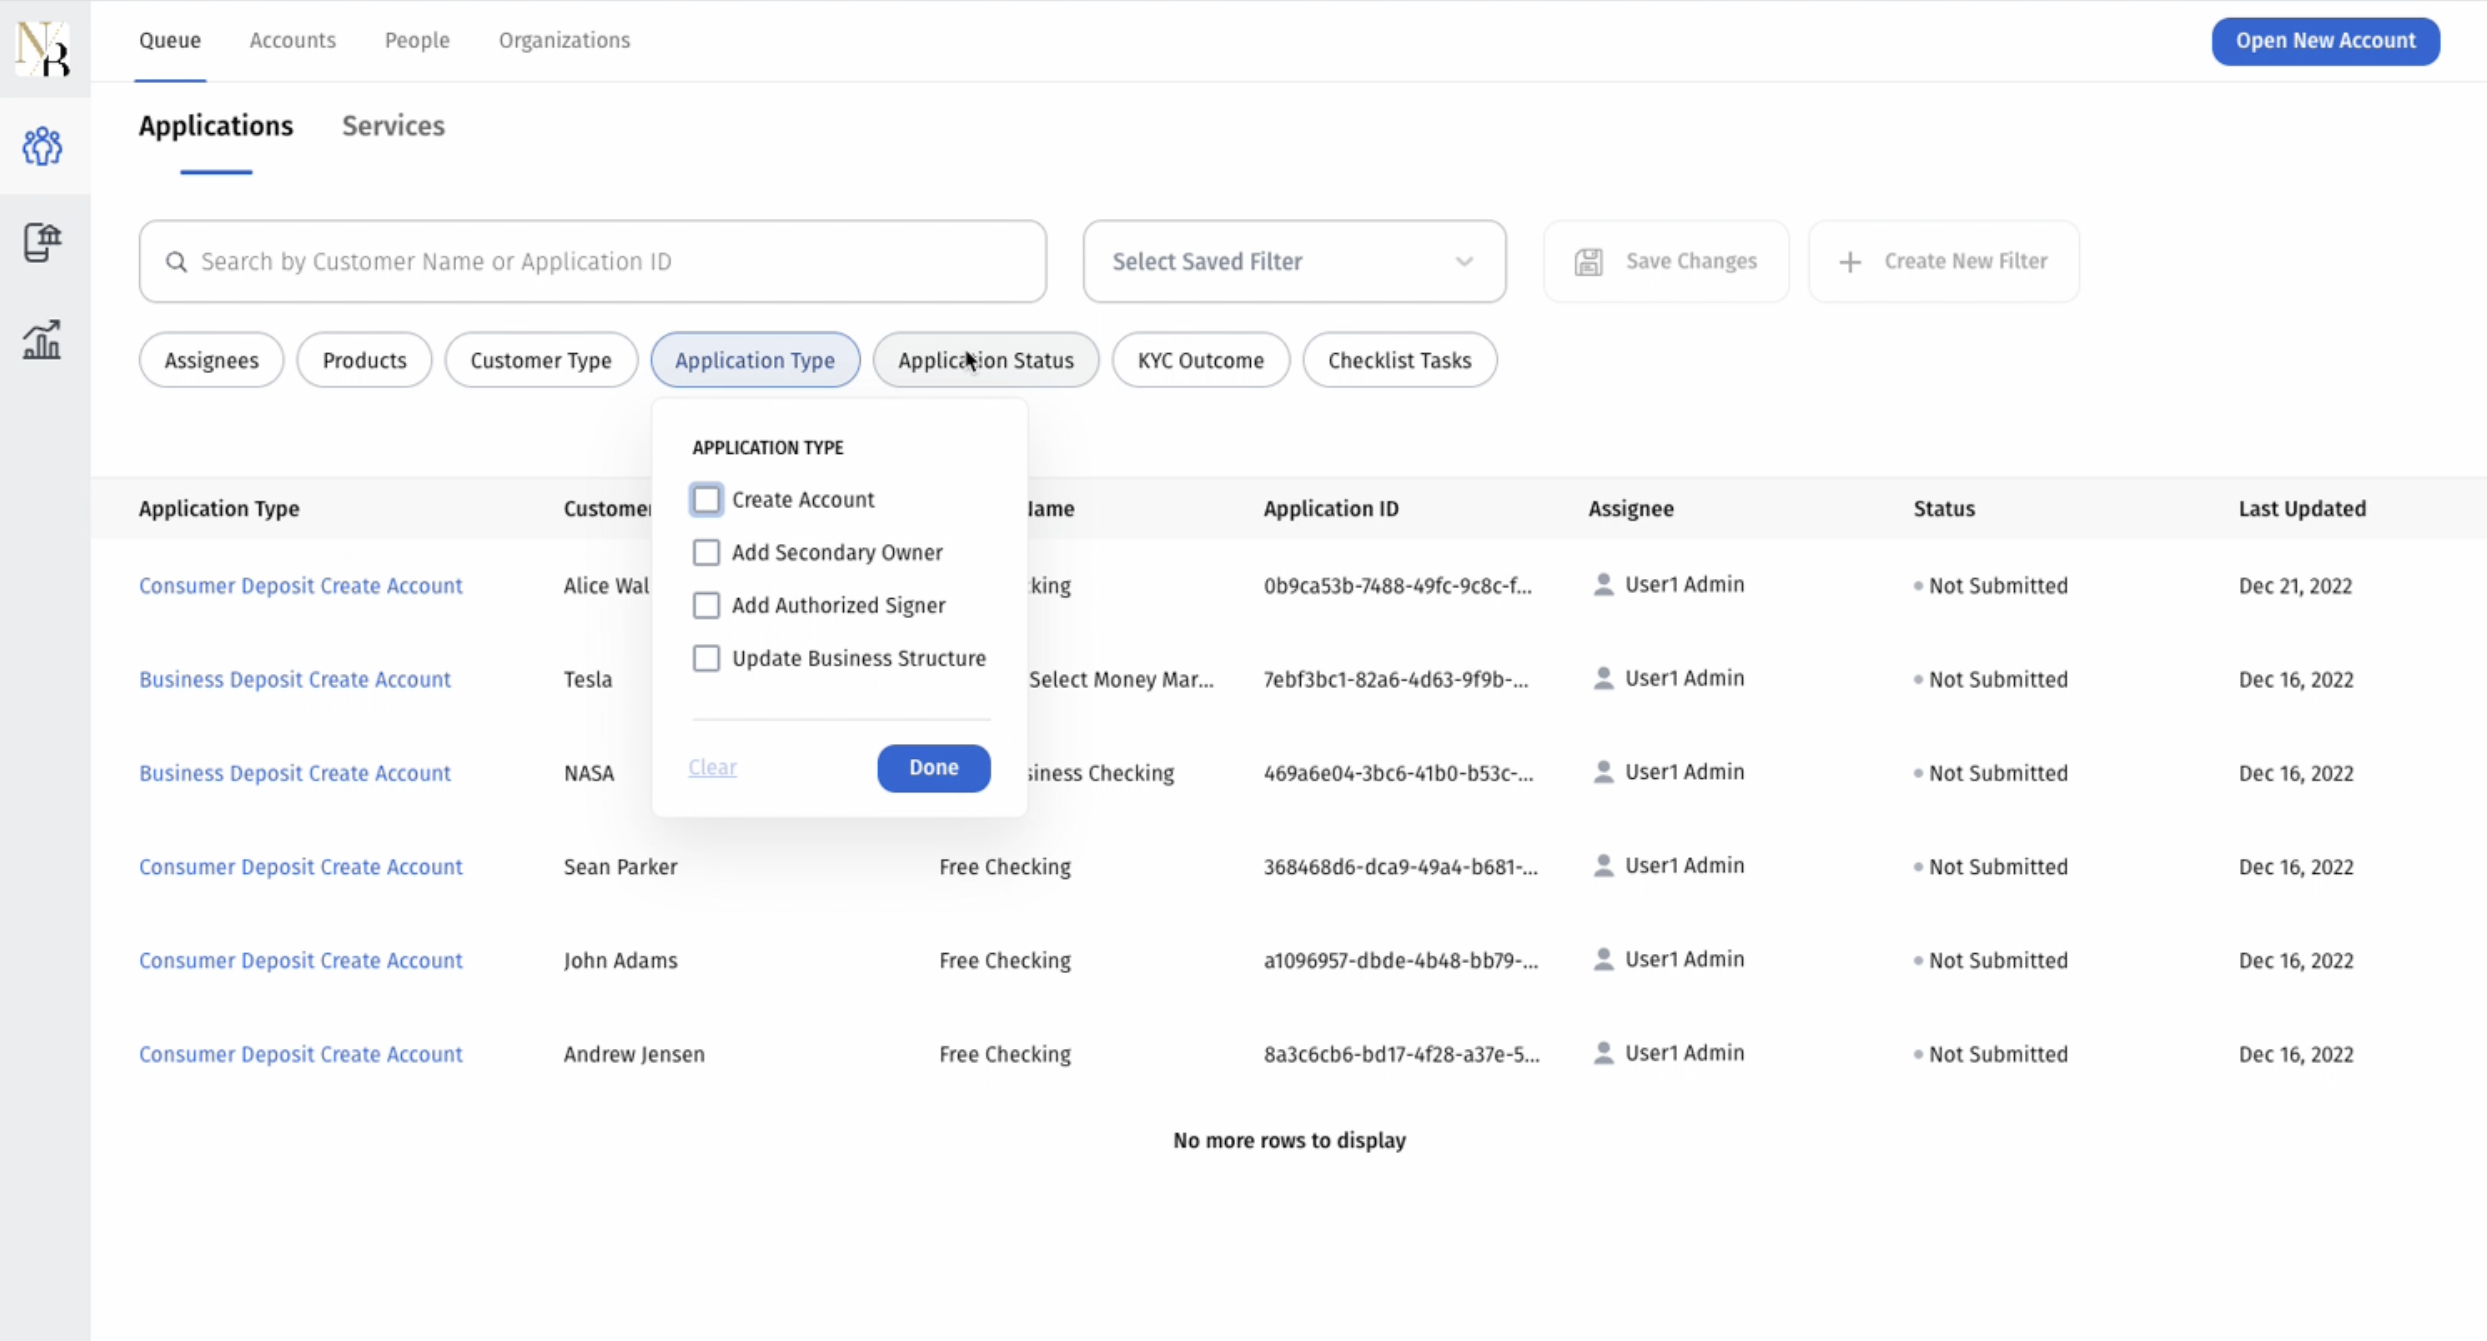 NB
Queue Accounts People Organizations Open New Account
Applications Services
Search by Customer Name or Application ID Select Saved Filter Save Changes Create New Filter
Assignees Products Customer Type Application Type Application Status KYC Outcome Checklist Tasks
APPLICATION TYPE
Create Account
Add Secondary Owner
Add Authorized Signer
Update Business Structure
Clear Done
Application Type Customer Name Application ID Assignee Status Last Updated
Consumer Deposit Create Account Alice Wal king 0b9ca53b-7488-49fc-9c8c-f... User1 Admin Not Submitted Dec 21, 2022
Business Deposit Create Account Tesla Select Money Mar... 7ebf3bc1-82a6-4d63-9f9b-... User1 Admin Not Submitted Dec 16, 2022
Business Deposit Create Account NASA siness Checking 469a6e04-3bc6-41b0-b53c-... User1 Admin Not Submitted Dec 16, 2022
Consumer Deposit Create Account Sean Parker Free Checking 368468d6-dca9-49a4-b681-... User1 Admin Not Submitted Dec 16, 2022
Consumer Deposit Create Account John Adams Free Checking a1096957-dbde-4b48-bb79-... User1 Admin Not Submitted Dec 16, 2022
Consumer Deposit Create Account Andrew Jensen Free Checking 8a3c6cb6-bd17-4f28-a37e-5... User1 Admin Not Submitted Dec 16, 2022
No more rows to display